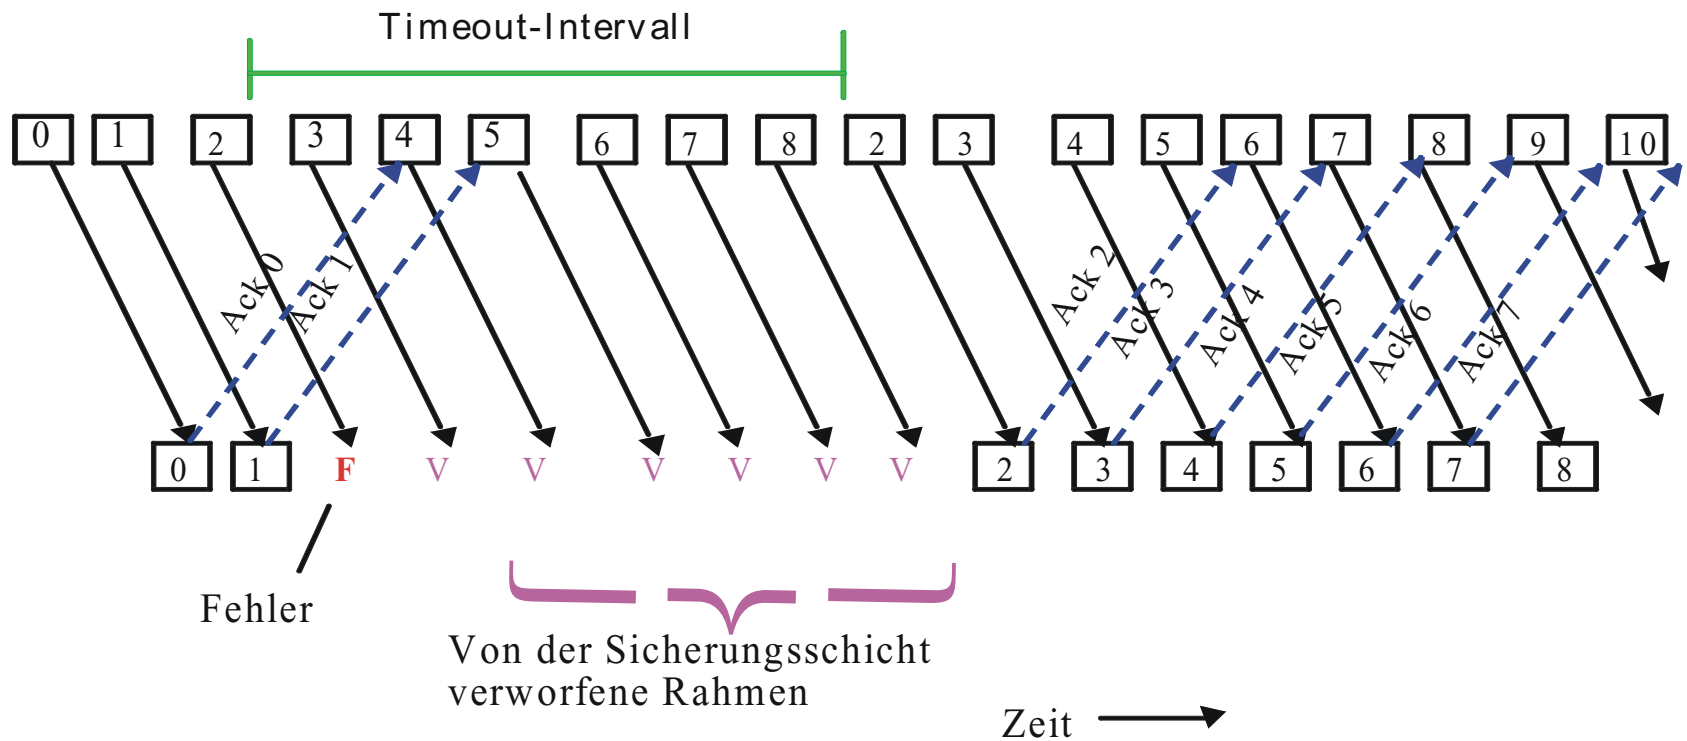 Timeout-Intervall
0 1 2 3 4 5 6 7 8 2 3 4 5 6 7 8 9 10
Ack 0 Ack 1 Ack 2 Ack 3 Ack 4 Ack 5 Ack 6 Ack 7
0 1 F V V V V V V 2 3 4 5 6 7 8
Fehler
Von der Sicherungsschicht
verworfene Rahmen
Zeit